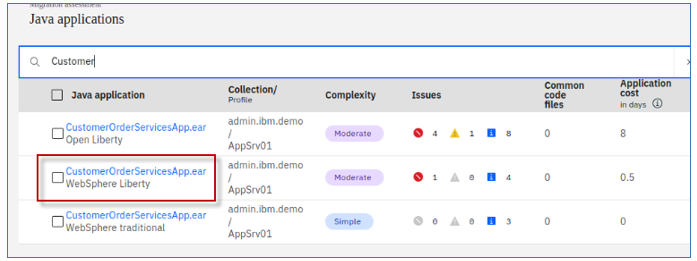 Migration assessment
Java applications
Customer
Java application
Collection/
Profile
Complexity
Issues
Common
code
files
Application
cost
in days
CustomerOrderServicesApp.ear
Open Liberty
admin.ibm.demo
/
AppSrv01
Moderate
4 1 8
0
8
CustomerOrderServicesApp.ear
WebSphere Liberty
admin.ibm.demo
/
AppSrv01
Moderate
1 0 4
0
0.5
CustomerOrderServicesApp.ear
WebSphere traditional
admin.ibm.demo
/
AppSrv01
Simple
0 0 3
0
0